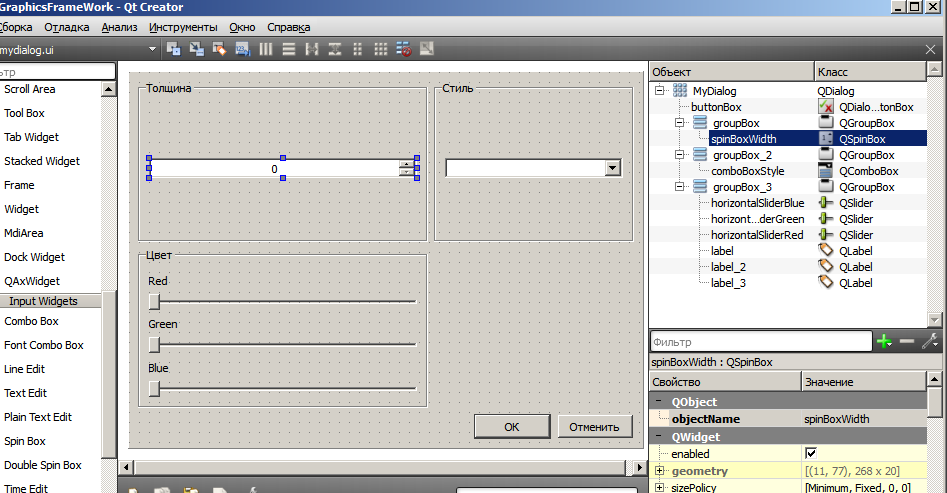 GraphicsFrameWork - Qt Creator
Сборка Отладка Анализ Инструменты Окно Справка
mydialog.ui
ьтр
Scroll Area
Tool Box
Tab Widget
Stacked Widget
Frame
Widget
MdiArea
Dock Widget
QAxWidget
Input Widgets
Combo Box
Font Combo Box
Line Edit
Text Edit
Plain Text Edit
Spin Box
Double Spin Box
Time Edit
Толщина
0
Стиль
Цвет
Red
Green
Blue
OK Отменить
Объект Класс
MyDialog QDialog
buttonBox QDialo...tonBox
groupBox QGroupBox
spinBoxWidth QSpinBox
groupBox_2 QGroupBox
comboBoxStyle QComboBox
groupBox_3 QGroupBox
horizontalSliderBlue QSlider
horizont...derGreen QSlider
horizontalSliderRed QSlider
label QLabel
label_2 QLabel
label_3 QLabel
Фильтр
spinBoxWidth : QSpinBox
Свойство Значение
QObject
objectName spinBoxWidth
QWidget
enabled
geometry [(11, 77), 268 x 20]
sizePolicy [Minimum, Fixed, 0, 0]